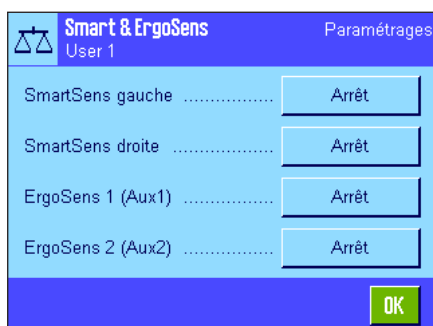 Smart & ErgoSens Paramétrages
User 1
SmartSens gauche ................. Arrêt
SmartSens droite ................... Arrêt
ErgoSens 1 (Aux1) ................. Arrêt
ErgoSens 2 (Aux2) ................. Arrêt
OK